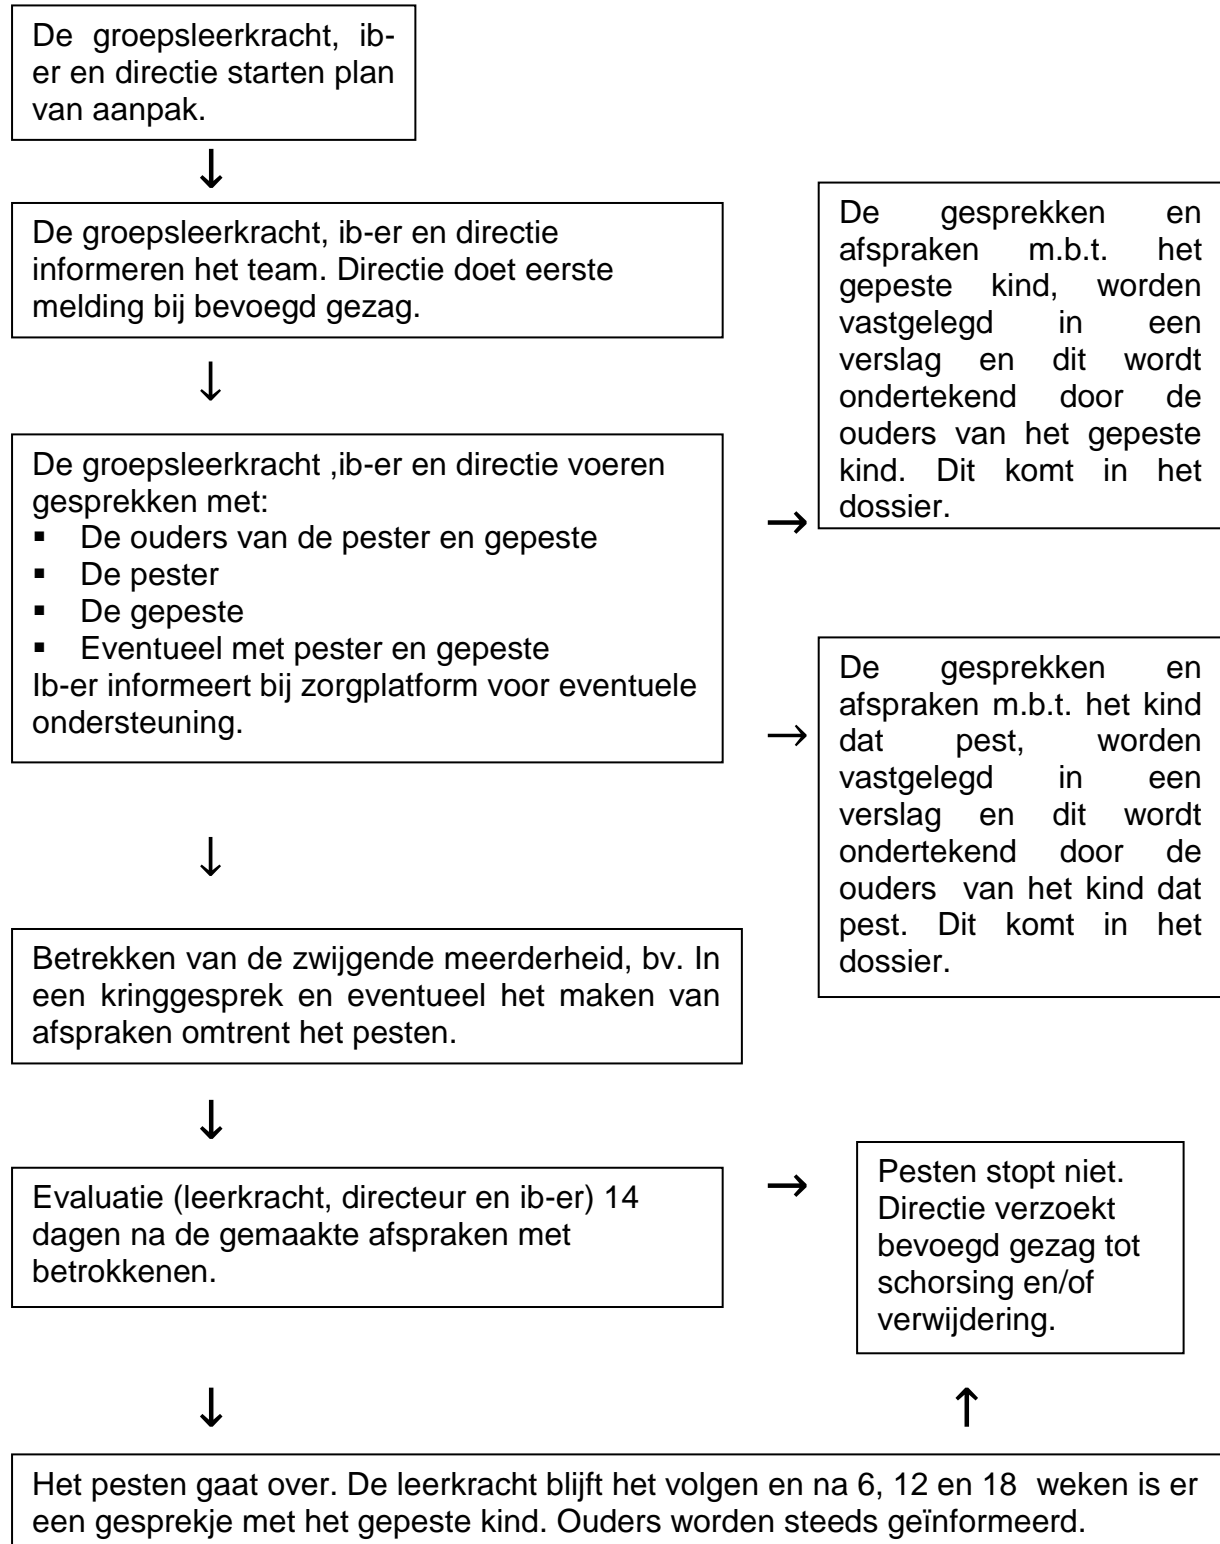 De groepsleerkracht, ib-
er en directie starten plan
van aanpak.
↓
De groepsleerkracht, ib-er en directie
informeren het team. Directie doet eerste
melding bij bevoegd gezag.
↓
De groepsleerkracht ,ib-er en directie voeren
gesprekken met:
▪ De ouders van de pester en gepeste
▪ De pester
▪ De gepeste
▪ Eventueel met pester en gepeste
Ib-er informeert bij zorgplatform voor eventuele
ondersteuning.
→
De gesprekken en
afspraken m.b.t. het
gepeste kind, worden
vastgelegd in een
verslag en dit wordt
ondertekend door de
ouders van het gepeste
kind. Dit komt in het
dossier.
→
De gesprekken en
afspraken m.b.t. het kind
dat pest, worden
vastgelegd in een
verslag en dit wordt
ondertekend door de
ouders van het kind dat
pest. Dit komt in het
dossier.
↓
Betrekken van de zwijgende meerderheid, bv. In
een kringgesprek en eventueel het maken van
afspraken omtrent het pesten.
↓
Evaluatie (leerkracht, directeur en ib-er) 14
dagen na de gemaakte afspraken met
betrokkenen.
→
Pesten stopt niet.
Directie verzoekt
bevoegd gezag tot
schorsing en/of
verwijdering.
↓
↑
Het pesten gaat over. De leerkracht blijft het volgen en na 6, 12 en 18 weken is er
een gesprekje met het gepeste kind. Ouders worden steeds geïnformeerd.